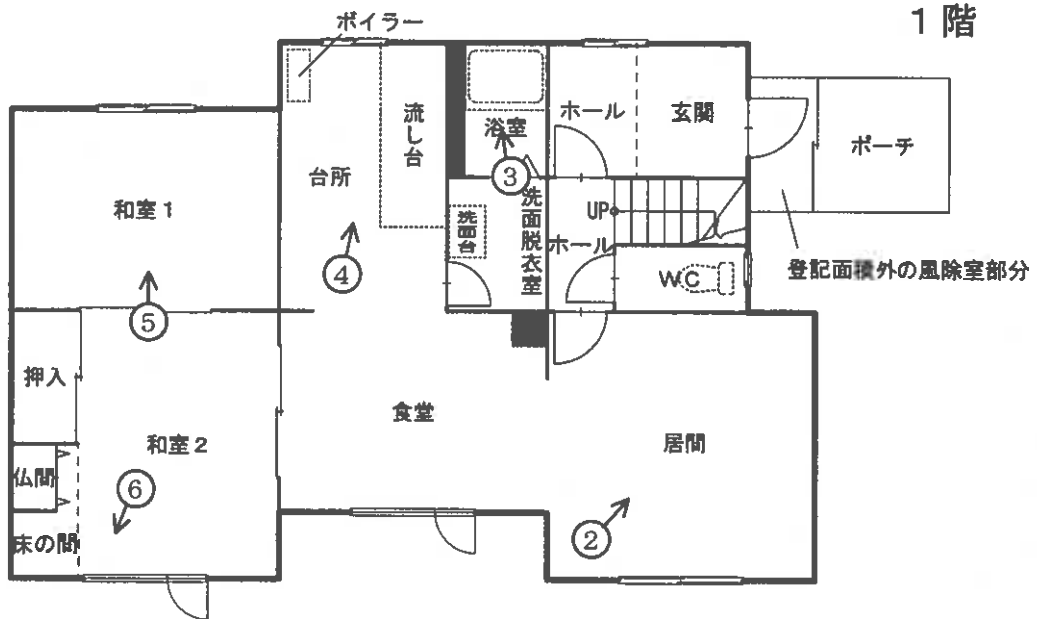 1階
ボイラー
ホール
玄関
ポーチ
流し台
浴室
台所
③
和室1
洗面脱衣室
UP
洗面台
ホール
④
WC
登記面積外の風除室部分
⑤
押入
食堂
和室2
居間
仏間
⑥
②
床の間